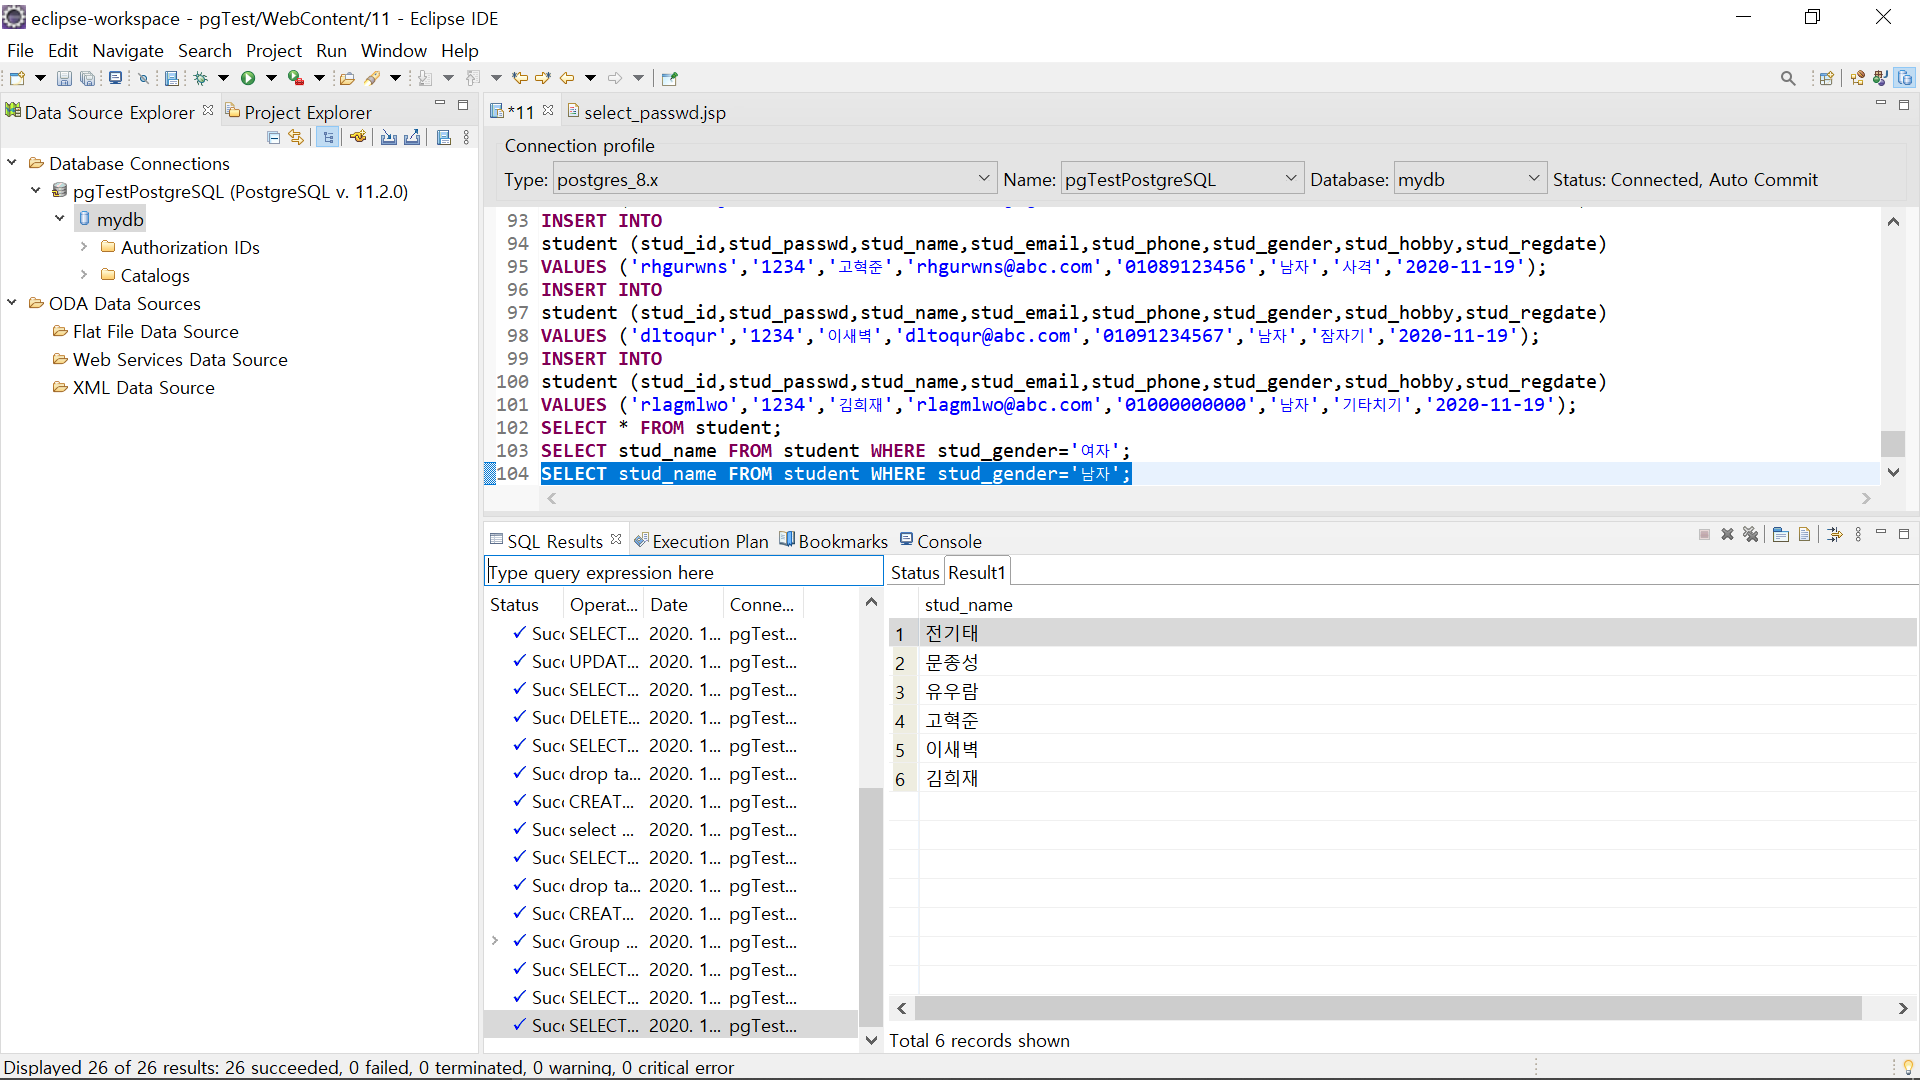 eclipse-workspace - pgTest/WebContent/11 - Eclipse IDE
File Edit Navigate Search Project Run Window Help
Data Source Explorer Project Explorer
Database Connections
pgTestPostgreSQL (PostgreSQL v. 11.2.0)
mydb
Authorization IDs
Catalogs
ODA Data Sources
Flat File Data Source
Web Services Data Source
XML Data Source
*11 select_passwd.jsp
Connection profile
Type: postgres_8.x Name: pgTestPostgreSQL Database: mydb Status: Connected, Auto Commit
93 INSERT INTO
94 student (stud_id,stud_passwd,stud_name,stud_email,stud_phone,stud_gender,stud_hobby,stud_regdate)
95 VALUES ('rhgurwns','1234','고혁준','rhgurwns@abc.com','01089123456','남자','사격','2020-11-19');
96 INSERT INTO
97 student (stud_id,stud_passwd,stud_name,stud_email,stud_phone,stud_gender,stud_hobby,stud_regdate)
98 VALUES ('dltoqur','1234','이새벽','dltoqur@abc.com','01091234567','남자','잠자기','2020-11-19');
99 INSERT INTO
100 student (stud_id,stud_passwd,stud_name,stud_email,stud_phone,stud_gender,stud_hobby,stud_regdate)
101 VALUES ('rlagmlwo','1234','김희재','rlagmlwo@abc.com','01000000000','남자','기타치기','2020-11-19');
102 SELECT * FROM student;
103 SELECT stud_name FROM student WHERE stud_gender='여자';
104 SELECT stud_name FROM student WHERE stud_gender='남자';
SQL Results Execution Plan Bookmarks Console
Type query expression here
Status Operat... Date Conne...
Succ SELECT... 2020. 1... pgTest...
Succ UPDAT... 2020. 1... pgTest...
Succ SELECT... 2020. 1... pgTest...
Succ DELETE... 2020. 1... pgTest...
Succ SELECT... 2020. 1... pgTest...
Succ drop ta... 2020. 1... pgTest...
Succ CREAT... 2020. 1... pgTest...
Succ select ... 2020. 1... pgTest...
Succ SELECT... 2020. 1... pgTest...
Succ drop ta... 2020. 1... pgTest...
Succ CREAT... 2020. 1... pgTest...
Succ Group ... 2020. 1... pgTest...
Succ SELECT... 2020. 1... pgTest...
Succ SELECT... 2020. 1... pgTest...
Succ SELECT... 2020. 1... pgTest...
Status Result1
stud_name
1 전기태
2 문종성
3 유우람
4 고혁준
5 이새벽
6 김희재
Total 6 records shown
Displayed 26 of 26 results: 26 succeeded, 0 failed, 0 terminated, 0 warning, 0 critical error